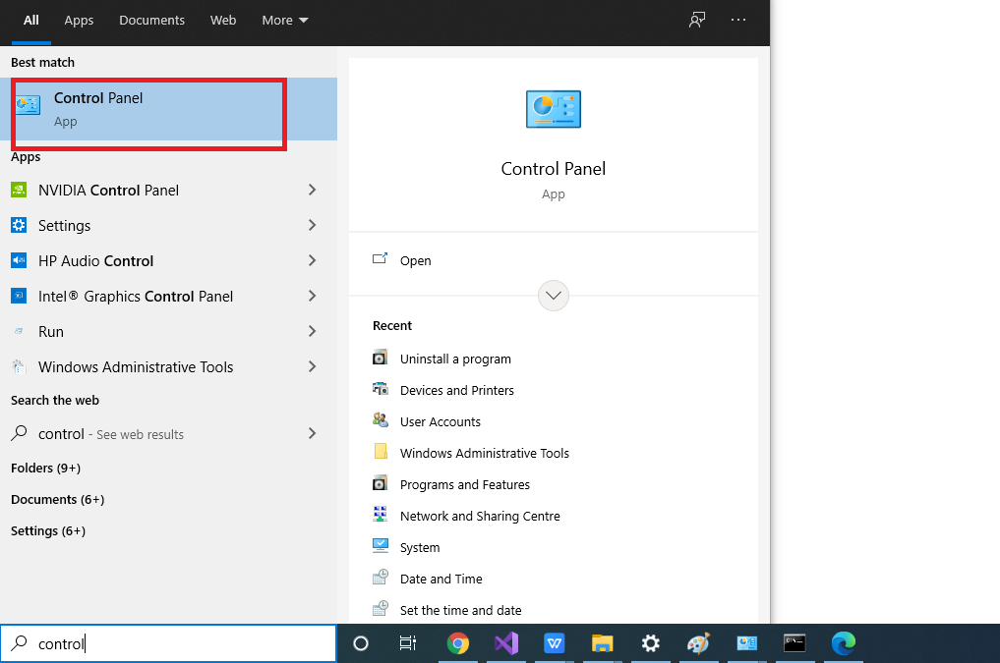 All Apps Documents Web More
Best match
Control Panel
App
Apps
NVIDIA Control Panel
Settings
HP Audio Control
Intel® Graphics Control Panel
Run
Windows Administrative Tools
Search the web
control - See web results
Folders (9+)
Documents (6+)
Settings (6+)
Control Panel
App
Open
Recent
Uninstall a program
Devices and Printers
User Accounts
Windows Administrative Tools
Programs and Features
Network and Sharing Centre
System
Date and Time
Set the time and date
control